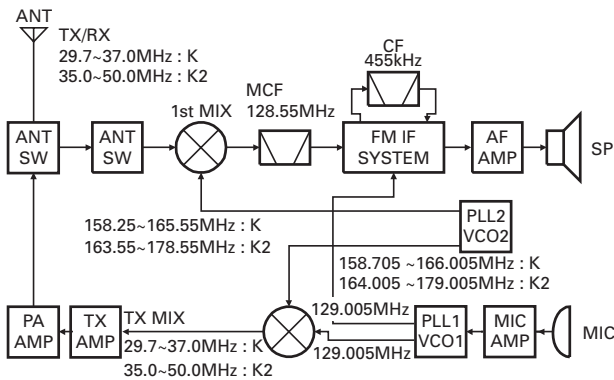 ANT
TX/RX
29.7~37.0MHz : K
35.0~50.0MHz : K2
CF
455kHz
MCF
128.55MHz
1st MIX
ANT
SW
ANT
SW
FM IF
SYSTEM
AF
AMP
SP
158.25~165.55MHz : K
163.55~178.55MHz : K2
PLL2
VCO2
158.705 ~166.005MHz : K
164.005 ~179.005MHz : K2
129.005MHz
PA
AMP
TX
AMP
TX MIX
29.7~37.0MHz : K
35.0~50.0MHz : K2
129.005MHz
PLL1
VCO1
MIC
AMP
MIC